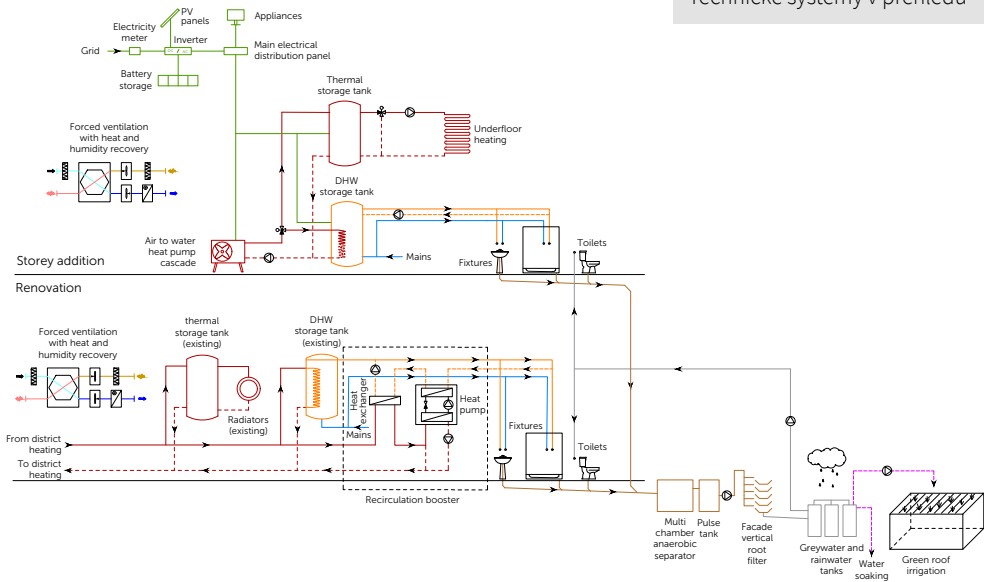 Technické systémy v přehledu
PV
panels
Appliances
Electricity
meter
Inverter
Grid
Main electrical
distribution panel
Battery
storage
Thermal
storage tank
Underfloor
heating
Forced ventilation
with heat and
humidity recovery
DHW
storage tank
Air to water
heat pump
cascade
Mains
Fixtures
Toilets
Storey addition
Renovation
Forced ventilation
with heat and
humidity recovery
thermal
storage tank
(existing)
DHW
storage tank
(existing)
Radiators
(existing)
Heat
exchanger
Mains
Heat
pump
Fixtures
Toilets
From district
heating
To district
heating
Recirculation booster
Multi
chamber
anaerobic
separator
Pulse
tank
Facade
vertical
root
filter
Greywater and
rainwater
tanks
Water
soaking
Green roof
irrigation